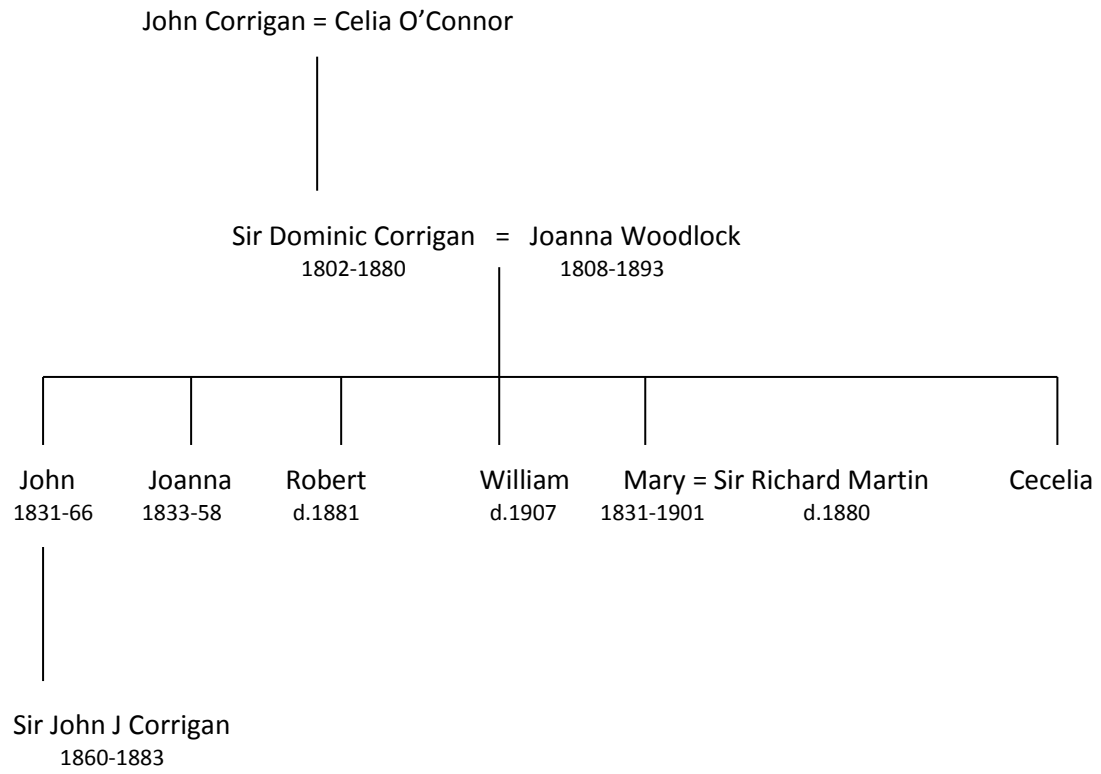 John Corrigan = Celia O’Connor
Sir Dominic Corrigan = Joanna Woodlock
1802-1880 1808-1893
John Joanna Robert William Mary = Sir Richard Martin Cecelia
1831-66 1833-58 d.1881 d.1907 1831-1901 d.1880
Sir John J Corrigan
1860-1883